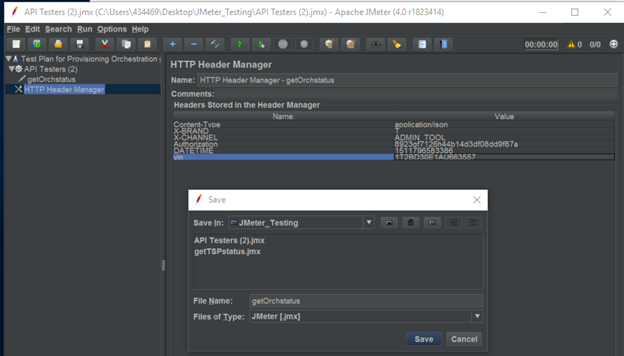 API Testers (2).jmx (C:\Users\434469\Desktop\JMeter_Testing\API Testers (2).jmx) - Apache JMeter (4.0 r1823414)
File Edit Search Run Options Help
00:00:00 0 0/0
Test Plan for Provisioning Orchestration
API Testers (2)
getOrchstatus
HTTP Header Manager
HTTP Header Manager
Name: HTTP Header Manager - getOrchstatus
Comments:
Headers Stored in the Header Manager
Name: Value
Content-Type application/json
X-BRAND T
X-CHANNEL ADMIN_TOOL
Authorization
DATETIME 1511796583386
vin
Save
Save In: JMeter_Testing
API Testers (2).jmx
getTSPstatus.jmx
File Name: getOrchstatus
Files of Type: JMeter [.jmx]
Save Cancel